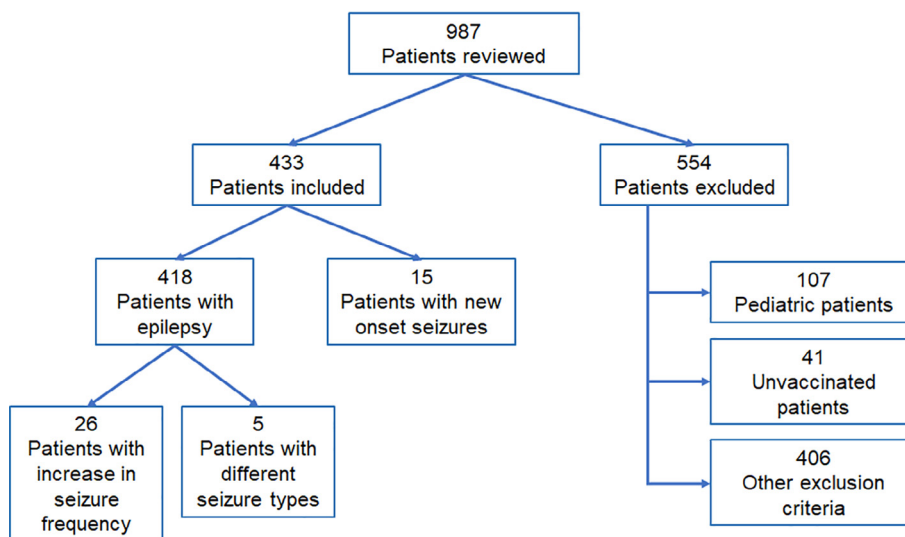 987
Patients reviewed
433
Patients included
554
Patients excluded
418
Patients with
epilepsy
15
Patients with new
onset seizures
107
Pediatric patients
41
Unvaccinated
patients
26
Patients with
increase in
seizure
frequency
5
Patients with
different
seizure types
406
Other exclusion
criteria